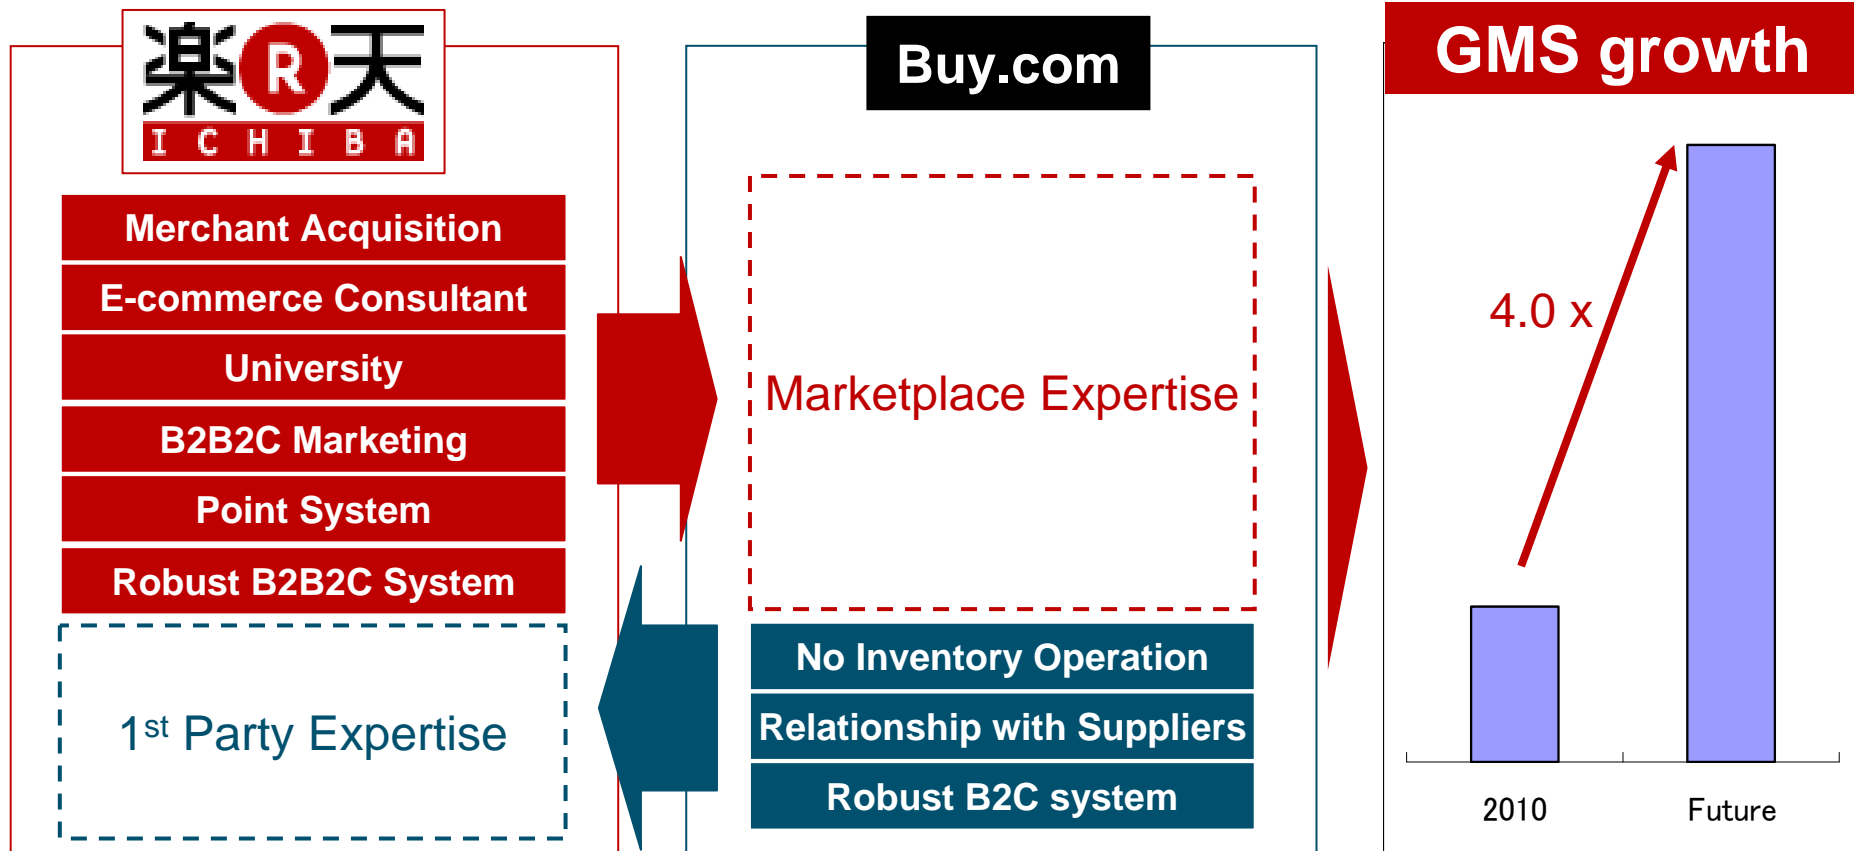 楽R天
ICHIBA
Merchant Acquisition
E-commerce Consultant
University
B2B2C Marketing
Point System
Robust B2B2C System
1st Party Expertise
Buy.com
Marketplace Expertise
No Inventory Operation
Relationship with Suppliers
Robust B2C system
GMS growth
4.0 x
2010
Future